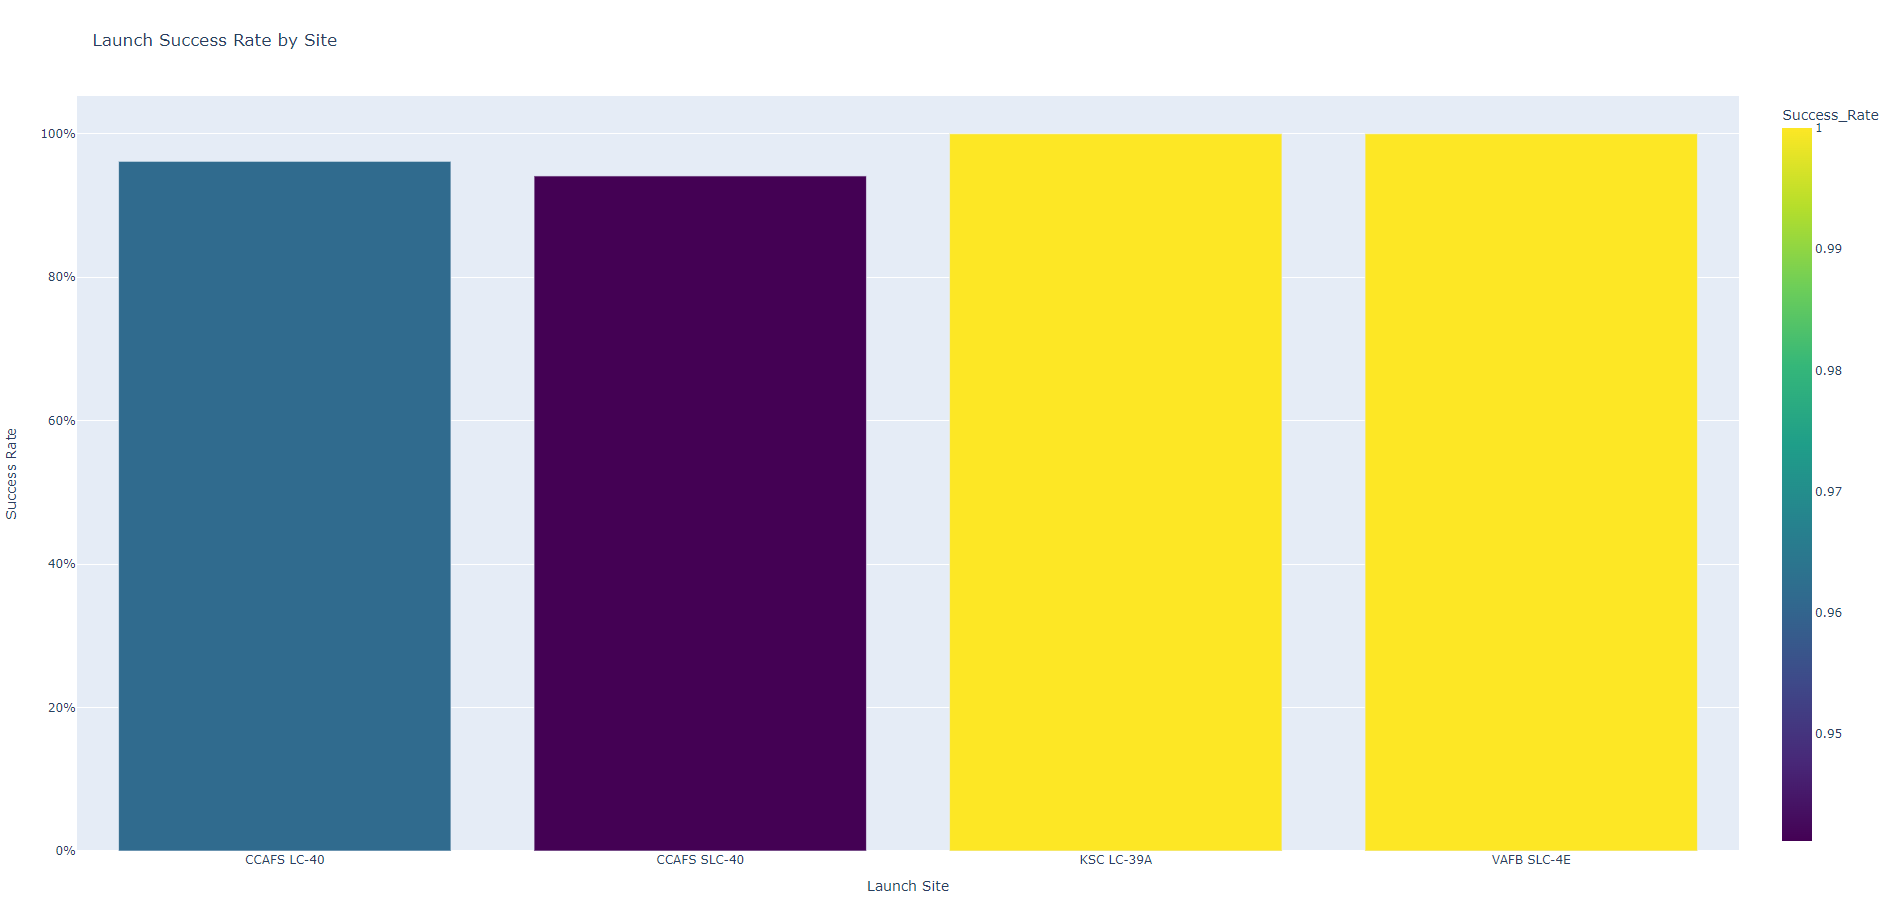 Launch Success Rate by Site
Success_Rate
1
0.99
0.98
0.97
0.96
0.95
Success Rate
100%
80%
60%
40%
20%
0%
CCAFS LC-40
CCAFS SLC-40
KSC LC-39A
VAFB SLC-4E
Launch Site